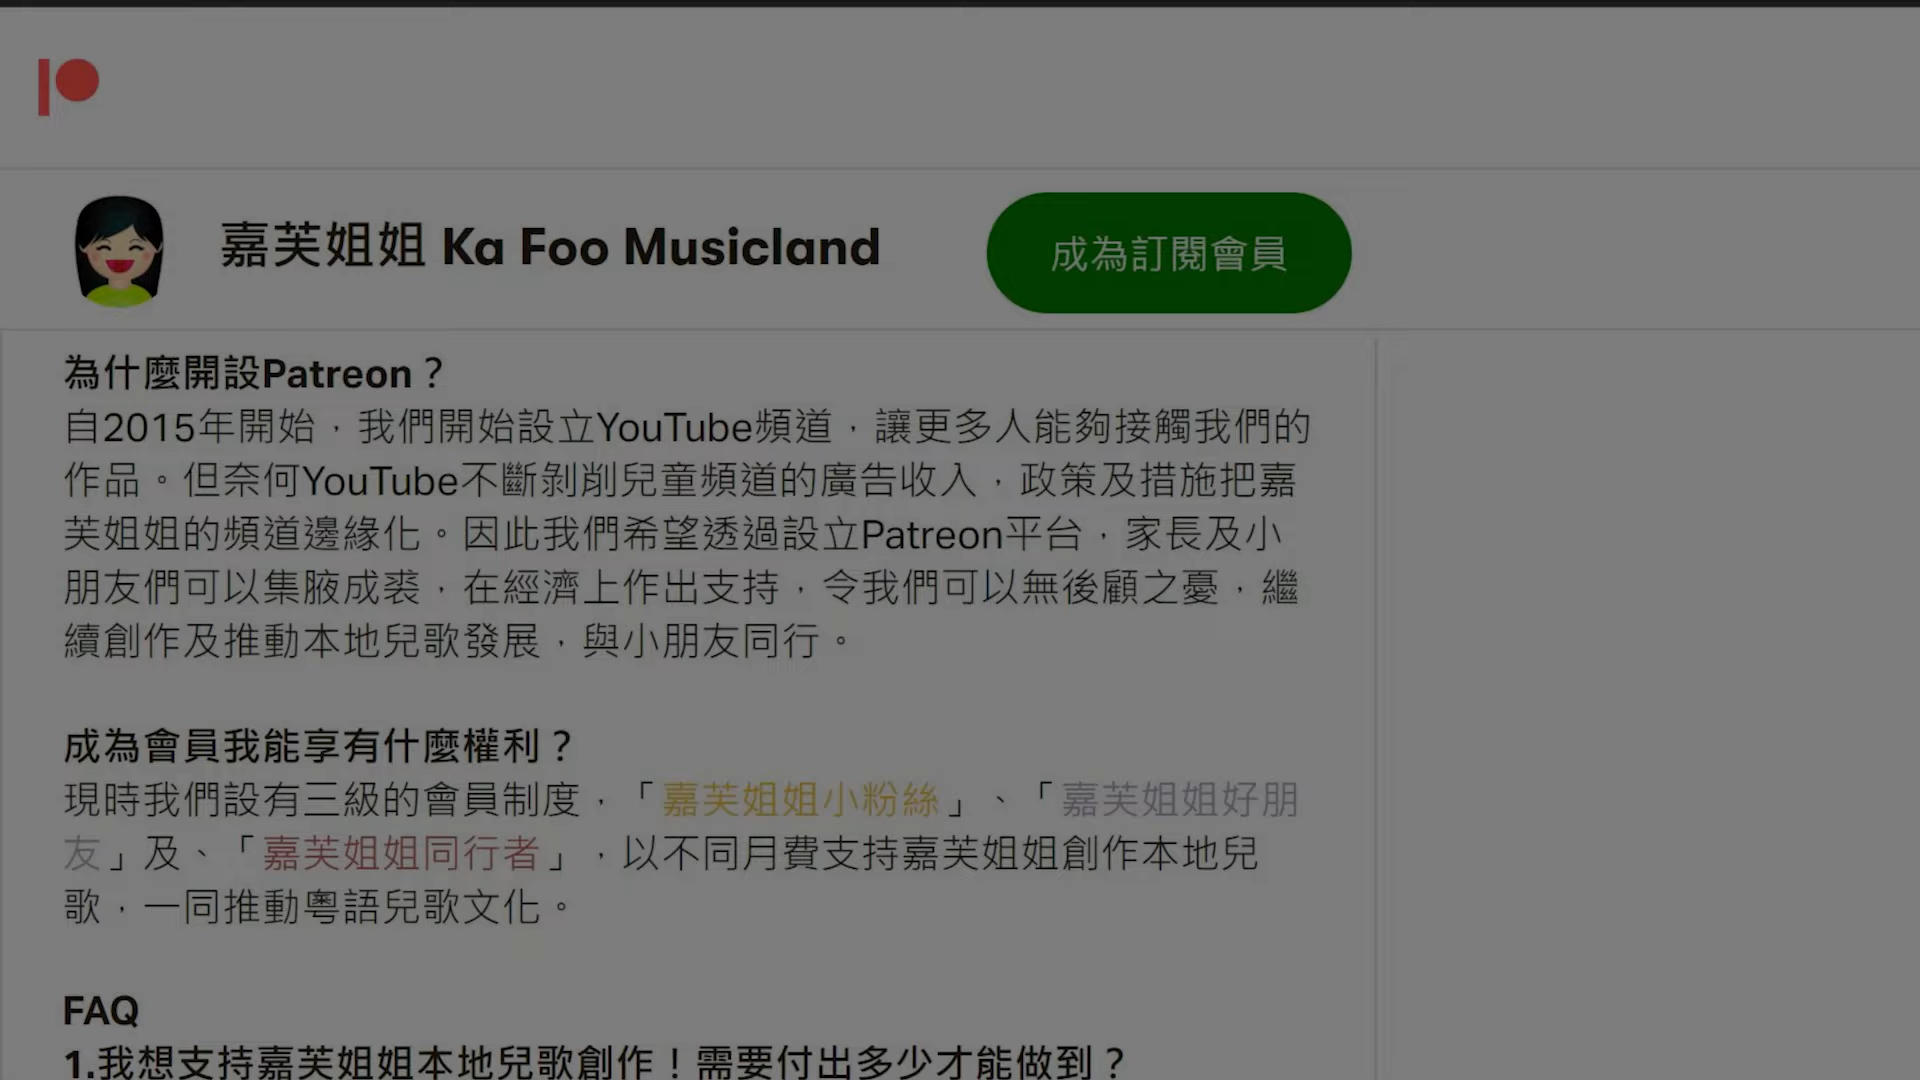 嘉芙姐姐 Ka Foo Musicland
成為訂閱會員
為什麼開設Patreon？
自2015年開始，我們開始設立YouTube頻道，讓更多人能夠接觸我們的
作品。但奈何YouTube不斷剝削兒童頻道的廣告收入，政策及措施把嘉
芙姐姐的頻道邊緣化。因此我們希望透過設立Patreon平台，家長及小
朋友們可以集腋成裘，在經濟上作出支持，令我們可以無後顧之憂，繼
續創作及推動本地兒歌發展，與小朋友同行。
成為會員我能享有什麼權利？
現時我們設有三級的會員制度，「嘉芙姐姐小粉絲」、「嘉芙姐姐好朋
友」及、「嘉芙姐姐同行者」，以不同月費支持嘉芙姐姐創作本地兒
歌，一同推動粵語兒歌文化。
FAQ
1.我想支持嘉芙姐姐本地兒歌創作！需要付出多少才能做到？